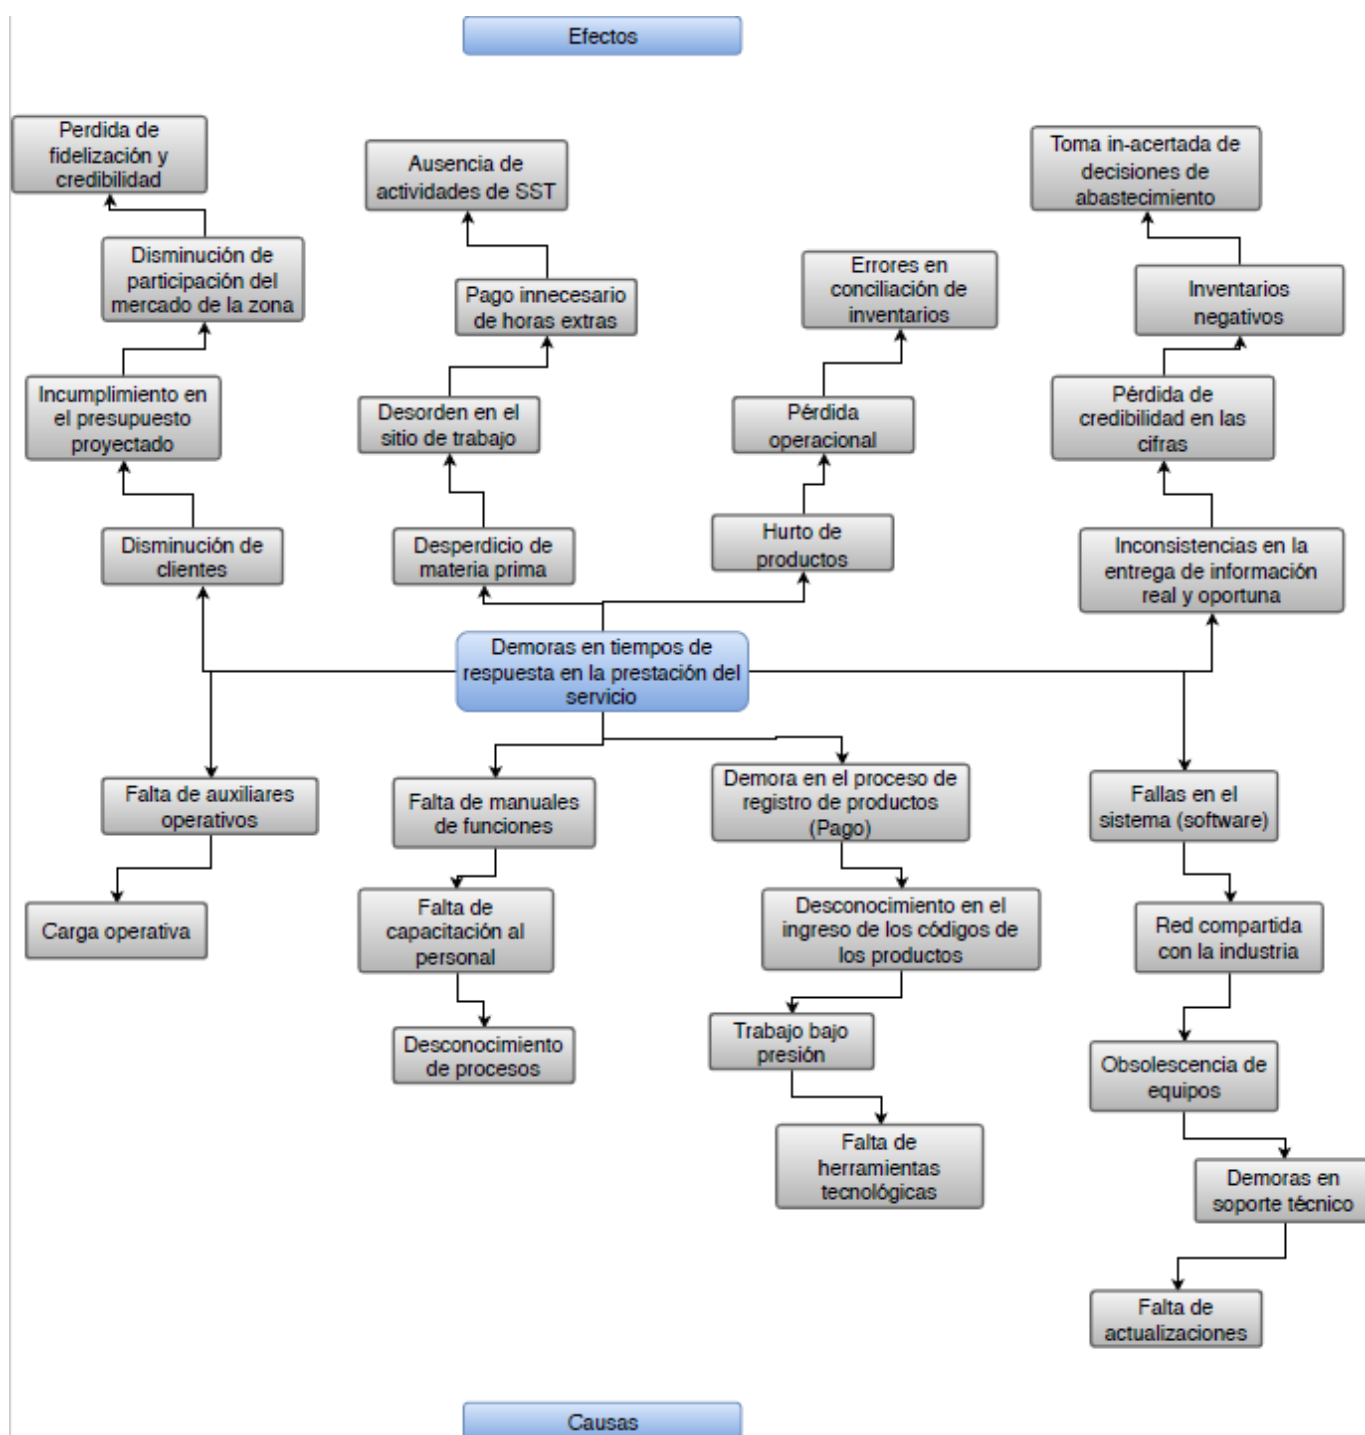 Efectos
Perdida de
fidelización y
credibilidad
Ausencia de
actividades de SST
Toma in-acertada de
decisiones de
abastecimiento
Disminución de
participación del
mercado de la zona
Pago innecesario
de horas extras
Errores en
conciliación de
inventarios
Inventarios
negativos
Incumplimiento en
el presupuesto
proyectado
Desorden en el
sitio de trabajo
Pérdida
operacional
Pérdida de
credibilidad en las
cifras
Disminución de
clientes
Desperdicio de
materia prima
Hurto de
productos
Inconsistencias en la
entrega de información
real y oportuna
Demoras en tiempos de
respuesta en la prestación del
servicio
Falta de auxiliares
operativos
Falta de manuales
de funciones
Demora en el proceso de
registro de productos
(Pago)
Fallas en el
sistema (software)
Carga operativa
Falta de
capacitación al
personal
Desconocimiento en el
ingreso de los códigos de
los productos
Red compartida
con la industria
Desconocimiento
de procesos
Trabajo bajo
presión
Obsolescencia de
equipos
Falta de
herramientas
tecnológicas
Demoras en
soporte técnico
Falta de
actualizaciones
Causas